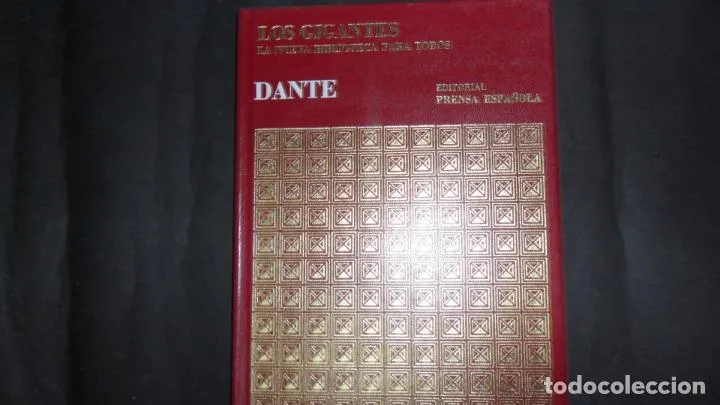 LOS GIGANTES
LA NUEVA BIBLIOTECA PARA TODOS
DANTE
EDITORIAL
PRENSA ESPAÑOLA
todocoleccion